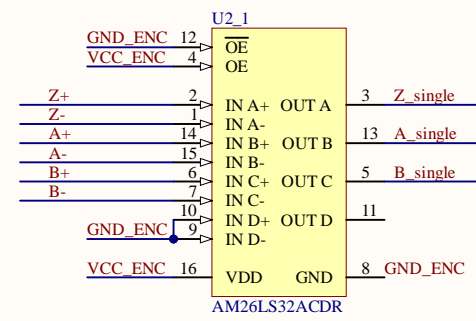 U2_1
GND_ENC 12 OE
VCC_ENC 4 OE
Z+ 2 IN A+ OUT A 3 Z_single
Z- 1 IN A-
A+ 14 IN B+ OUT B 13 A_single
A- 15 IN B-
B+ 6 IN C+ OUT C 5 B_single
B- 7 IN C-
10 IN D+ OUT D 11
GND_ENC 9 IN D-
VCC_ENC 16 VDD GND 8 GND_ENC
AM26LS32ACDR